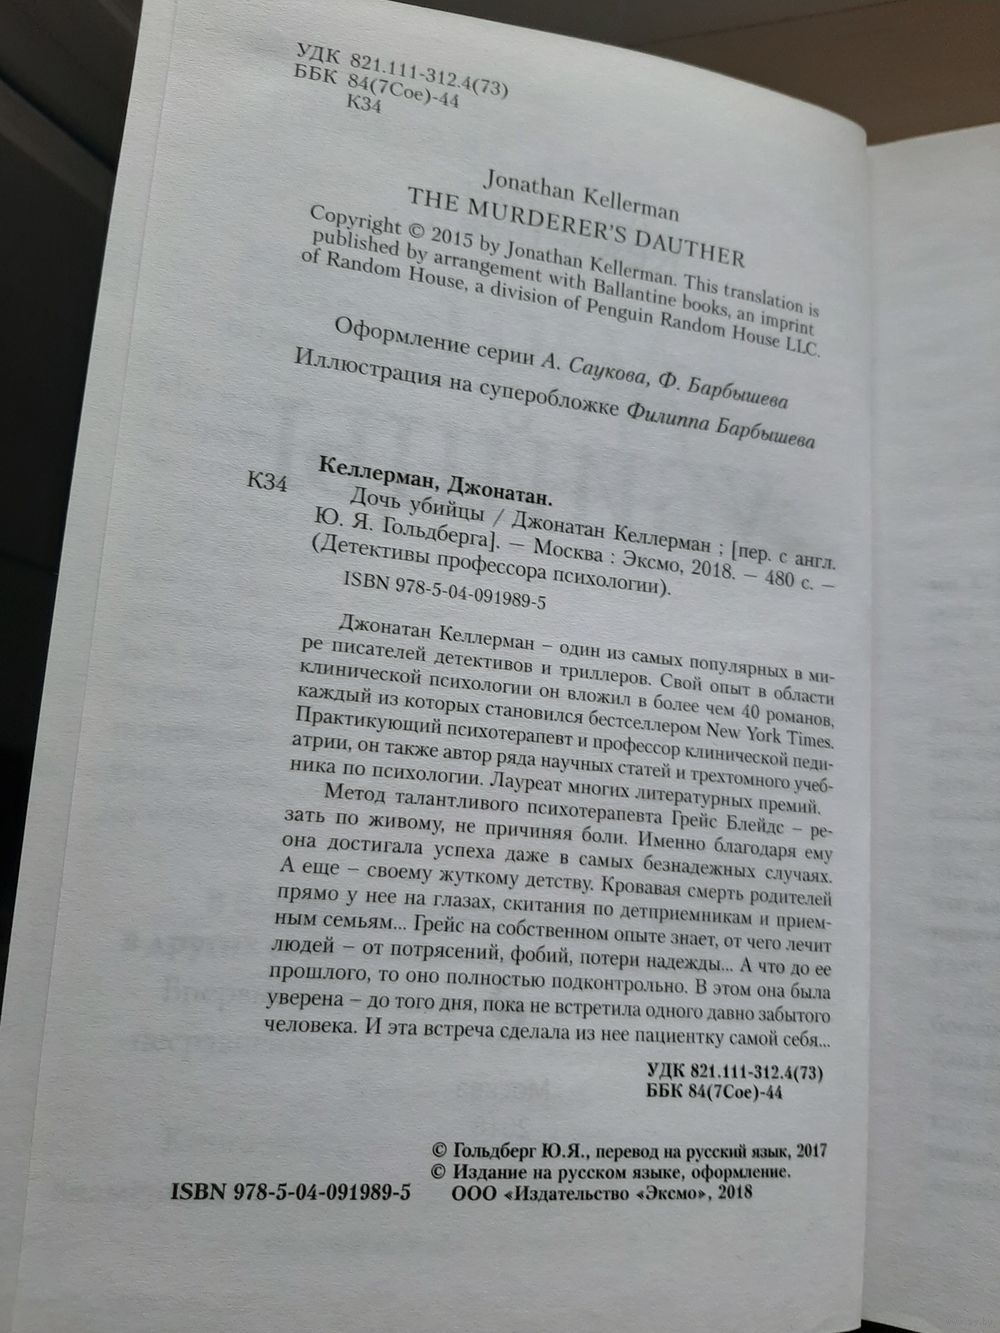 УДК 821.111-312.4(73)
ББК 84(7Сое)-44
К34
Jonathan Kellerman
THE MURDERER'S DAUTHER
Copyright © 2015 by Jonathan Kellerman. This translation is
published by arrangement with Ballantine books, an imprint
of Random House, a division of Penguin Random House LLC.
Оформление серии А. Саукова, Ф. Барбышева
Иллюстрация на суперобложке Филиппа Барбышева
Келлерман, Джонатан.
К34 Дочь убийцы / Джонатан Келлерман ; [пер. с англ.
Ю. Я. Гольдберга]. — Москва : Эксмо, 2018. — 480 с. —
(Детективы профессора психологии).
ISBN 978-5-04-091989-5
Джонатан Келлерман – один из самых популярных в ми-
ре писателей детективов и триллеров. Свой опыт в области
клинической психологии он вложил в более чем 40 романов,
каждый из которых становился бестселлером New York Times.
Практикующий психотерапевт и профессор клинической педи-
атрии, он также автор ряда научных статей и трехтомного учеб-
ника по психологии. Лауреат многих литературных премий.
Метод талантливого психотерапевта Грейс Блейдс – ре-
зать по живому, не причиняя боли. Именно благодаря ему
она достигала успеха даже в самых безнадежных случаях.
А еще – своему жуткому детству. Кровавая смерть родителей
прямо у нее на глазах, скитания по детприемникам и прием-
ным семьям... Грейс на собственном опыте знает, от чего лечит
людей – от потрясений, фобий, потери надежды... А что до ее
прошлого, то оно полностью подконтрольно. В этом она была
уверена – до того дня, пока не встретила одного давно забытого
человека. И эта встреча сделала из нее пациентку самой себя...
УДК 821.111-312.4(73)
ББК 84(7Сое)-44
© Гольдберг Ю.Я., перевод на русский язык, 2017
© Издание на русском языке, оформление.
ISBN 978-5-04-091989-5 ООО «Издательство «Эксмо», 2018